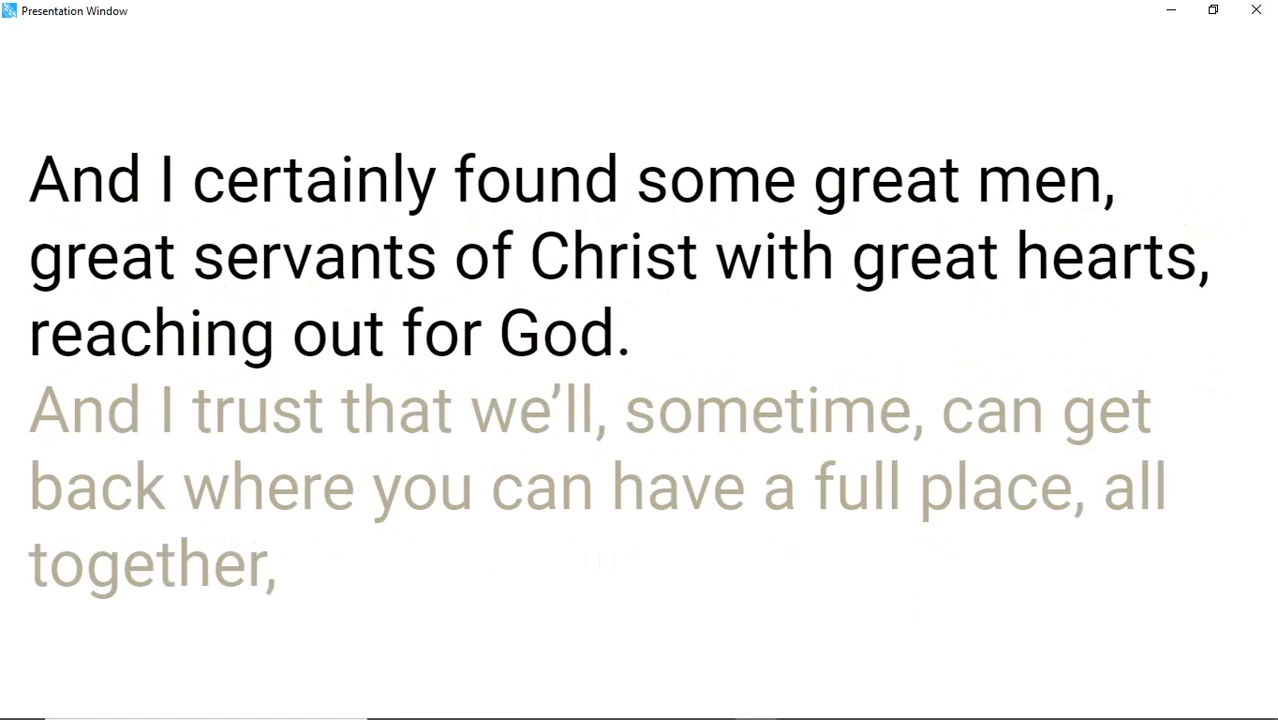 Presentation Window
And I certainly found some great men,
great servants of Christ with great hearts,
reaching out for God.
And I trust that we’ll, sometime, can get
back where you can have a full place, all
together,